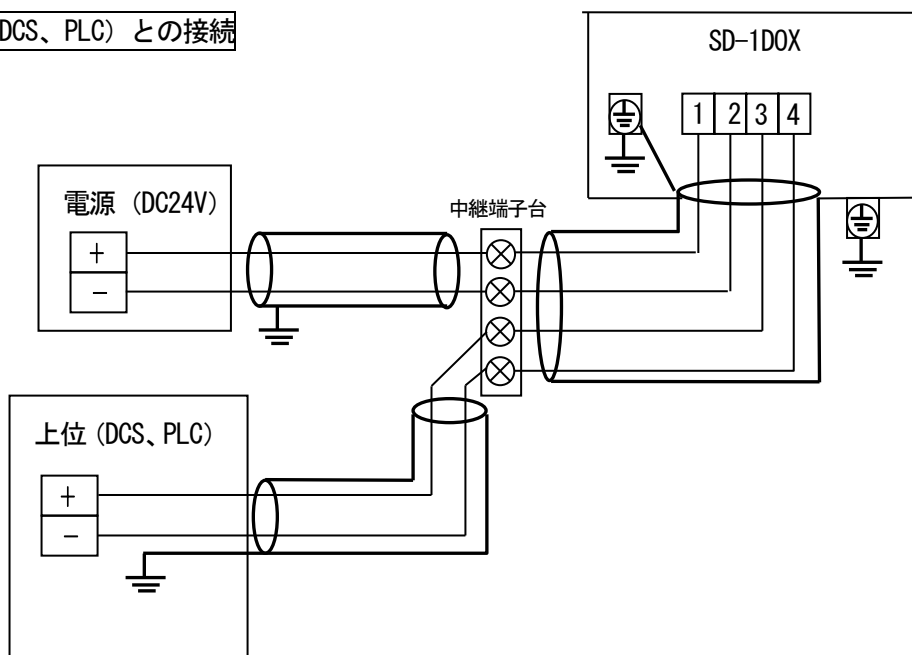 DCS、PLC）との接続
SD-1DOX
1 2 3 4
電源（DC24V）
+
−
中継端子台
上位（DCS、PLC）
+
−